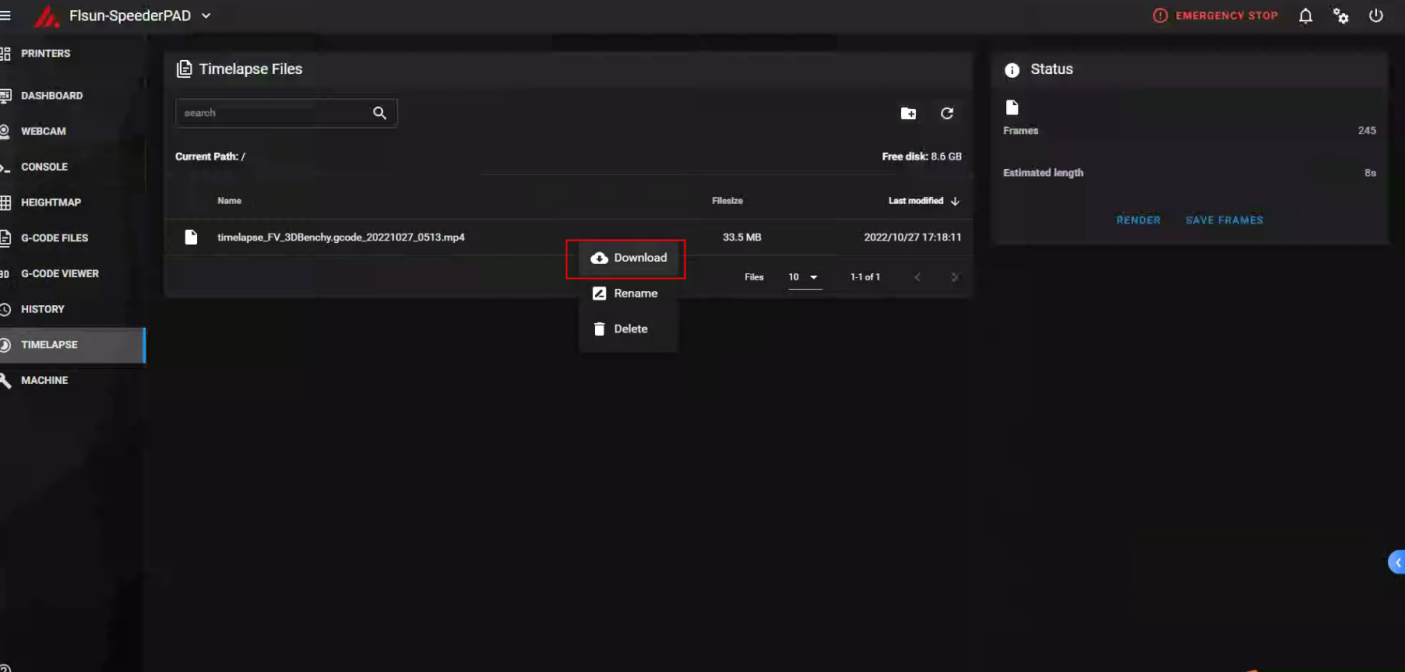 Flsun-SpeederPAD
EMERGENCY STOP
PRINTERS
DASHBOARD
WEBCAM
CONSOLE
HEIGHTMAP
G-CODE FILES
G-CODE VIEWER
HISTORY
TIMELAPSE
MACHINE
Timelapse Files
search
Current Path: /
Free disk: 8.6 GB
Name Filesize Last modified
timelapse_FV_3DBenchy.gcode_20221027_0513.mp4 33.5 MB 2022/10/27 17:18:11
Download
Rename
Delete
Files 10 1-1 of 1
Status
Frames 245
Estimated length 8s
RENDER SAVE FRAMES